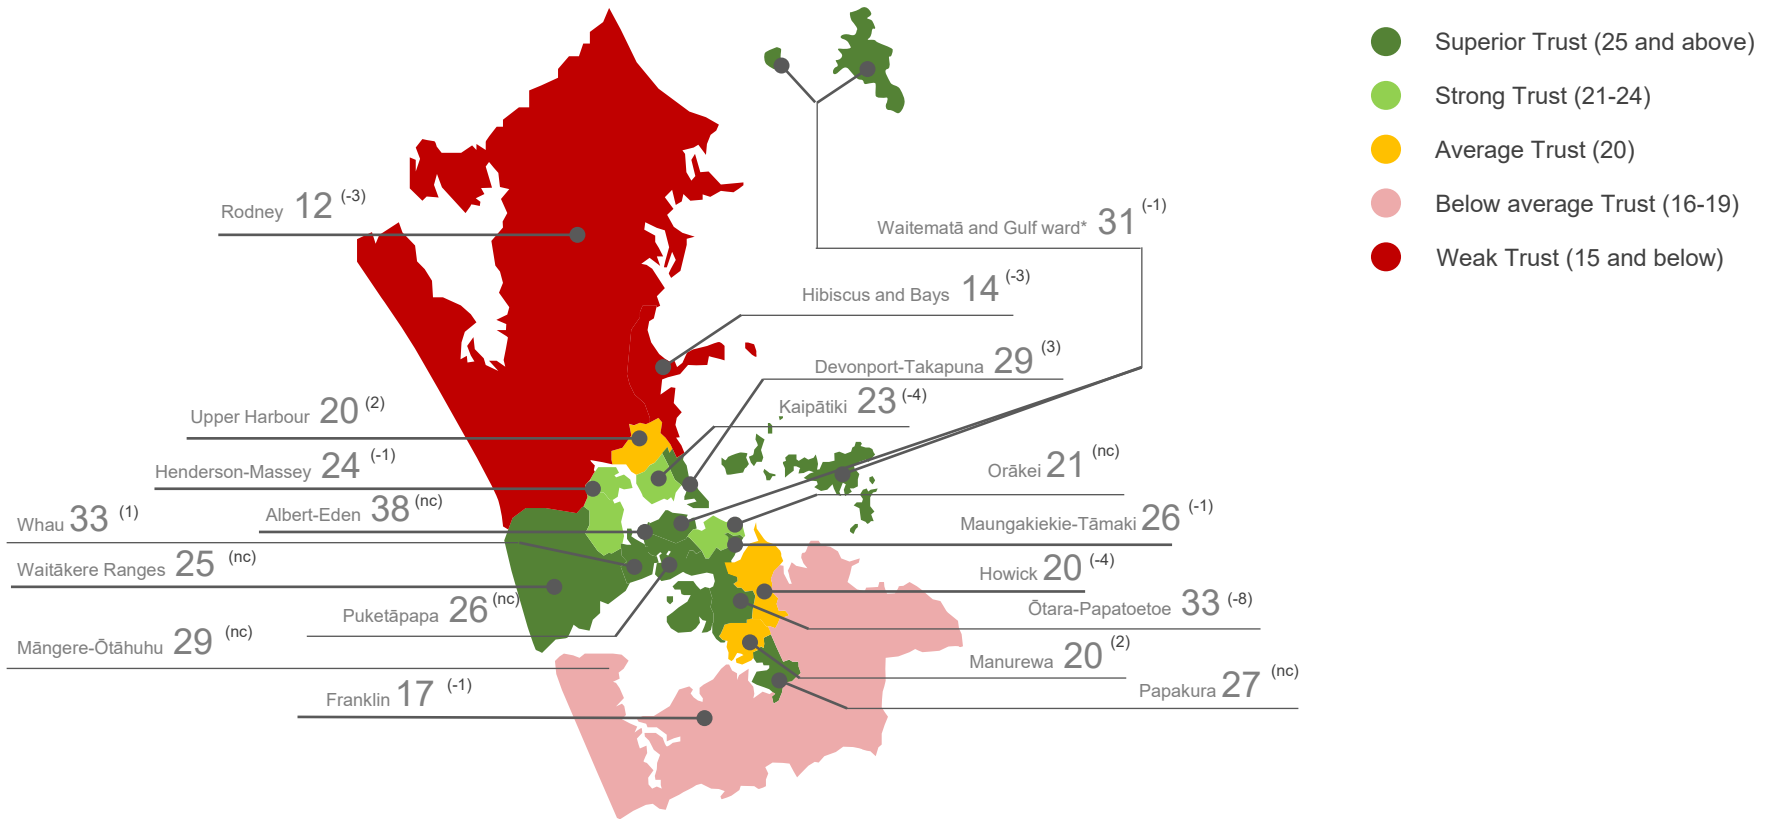 Superior Trust (25 and above)
Strong Trust (21-24)
Average Trust (20)
Below average Trust (16-19)
Weak Trust (15 and below)
Rodney 12 (-3)
Waitematā and Gulf ward* 31 (-1)
Hibiscus and Bays 14 (-3)
Devonport-Takapuna 29 (3)
Kaipātiki 23 (-4)
Upper Harbour 20 (2)
Henderson-Massey 24 (-1)
Orākei 21 (nc)
Whau 33 (1)
Albert-Eden 38 (nc)
Maungakiekie-Tāmaki 26 (-1)
Waitākere Ranges 25 (nc)
Howick 20 (-4)
Puketāpapa 26 (nc)
Ōtara-Papatoetoe 33 (-8)
Māngere-Ōtāhuhu 29 (nc)
Manurewa 20 (2)
Franklin 17 (-1)
Papakura 27 (nc)